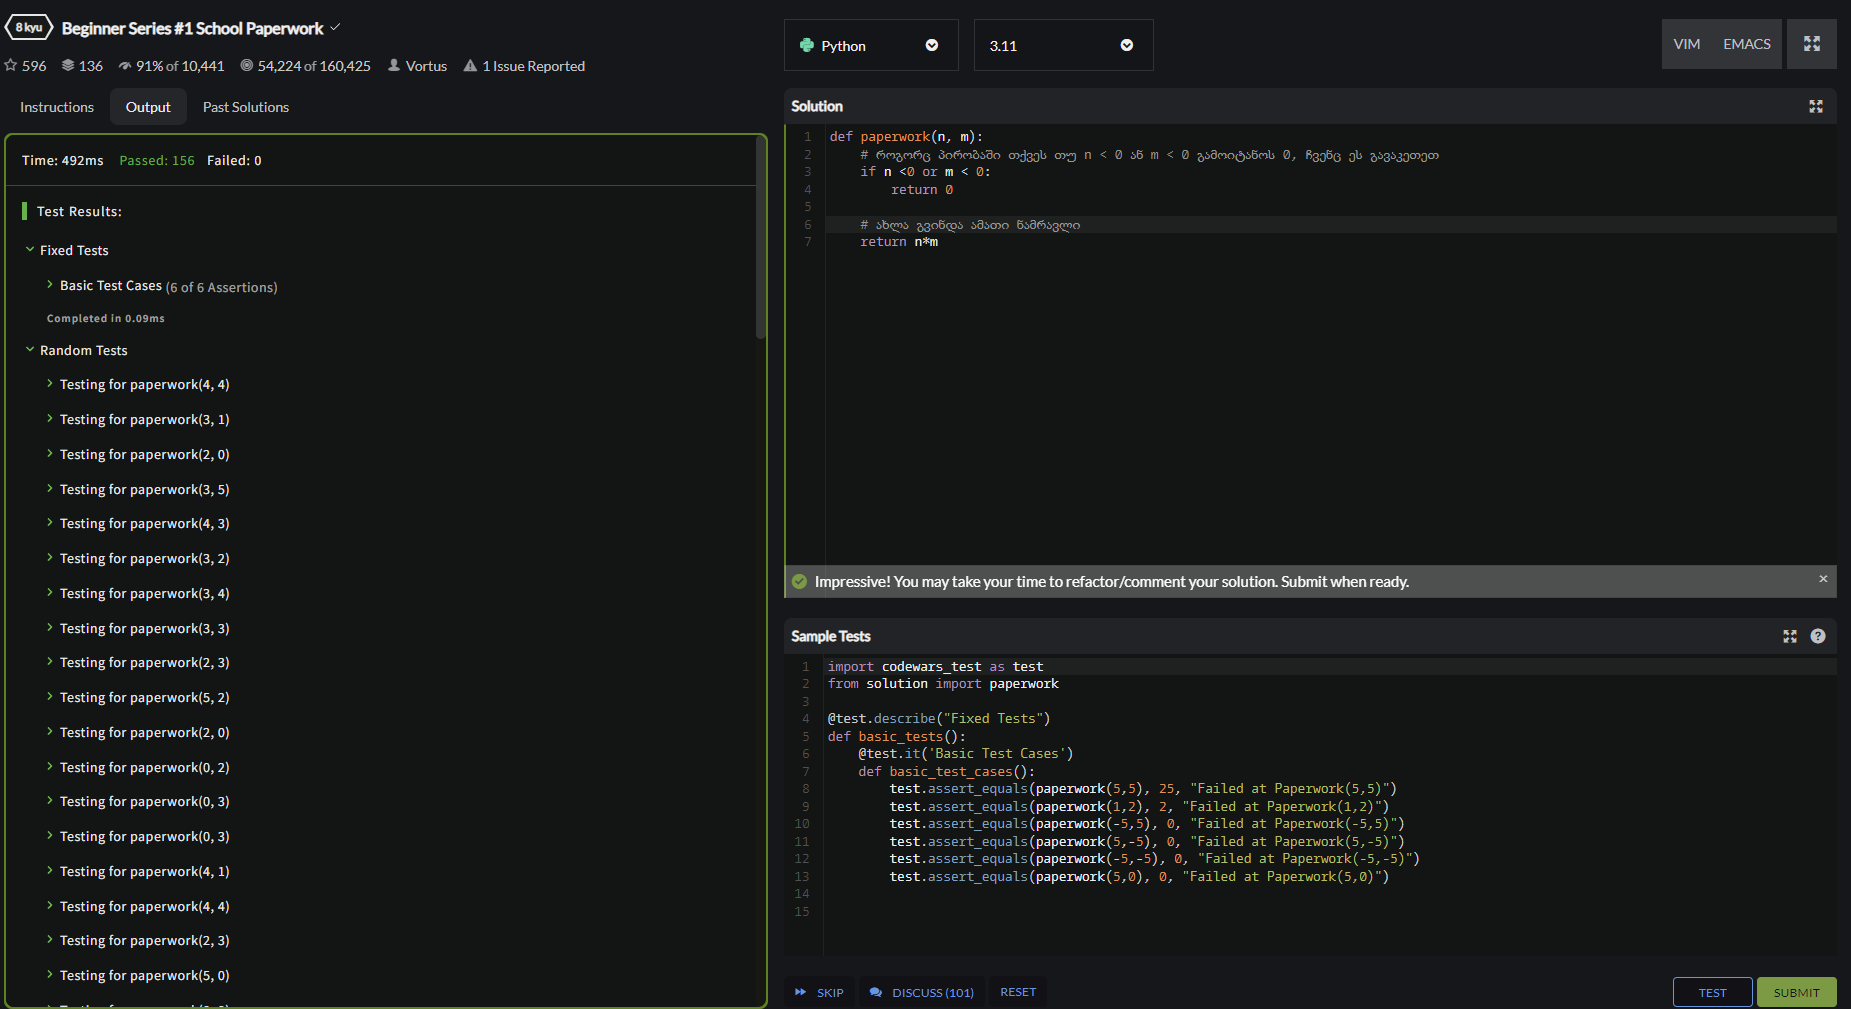 8 kyu Beginner Series #1 School Paperwork
596 136 91% of 10,441 54,224 of 160,425 Vortus 1 Issue Reported
Instructions Output Past Solutions
Time: 492ms Passed: 156 Failed: 0
Test Results:
Fixed Tests
Basic Test Cases (6 of 6 Assertions)
Completed in 0.09ms
Random Tests
Testing for paperwork(4, 4)
Testing for paperwork(3, 1)
Testing for paperwork(2, 0)
Testing for paperwork(3, 5)
Testing for paperwork(4, 3)
Testing for paperwork(3, 2)
Testing for paperwork(3, 4)
Testing for paperwork(3, 3)
Testing for paperwork(2, 3)
Testing for paperwork(5, 2)
Testing for paperwork(2, 0)
Testing for paperwork(0, 2)
Testing for paperwork(0, 3)
Testing for paperwork(0, 3)
Testing for paperwork(4, 1)
Testing for paperwork(4, 4)
Testing for paperwork(2, 3)
Testing for paperwork(5, 0)
Python 3.11 VIM EMACS
Solution
1 def paperwork(n, m):
2 # როგორც პირობაში თქვეს თუ n < 0 ან m < 0 გამოიტანოს 0, ჩვენც ეს გავაკეთეთ
3 if n <0 or m < 0:
4 return 0
5
6 # ახლა გვინდა ამათი ნამრავლი
7 return n*m
Impressive! You may take your time to refactor/comment your solution. Submit when ready.
Sample Tests
1 import codewars_test as test
2 from solution import paperwork
3
4 @test.describe("Fixed Tests")
5 def basic_tests():
6 @test.it('Basic Test Cases')
7 def basic_test_cases():
8 test.assert_equals(paperwork(5,5), 25, "Failed at Paperwork(5,5)")
9 test.assert_equals(paperwork(1,2), 2, "Failed at Paperwork(1,2)")
10 test.assert_equals(paperwork(-5,5), 0, "Failed at Paperwork(-5,5)")
11 test.assert_equals(paperwork(5,-5), 0, "Failed at Paperwork(5,-5)")
12 test.assert_equals(paperwork(-5,-5), 0, "Failed at Paperwork(-5,-5)")
13 test.assert_equals(paperwork(5,0), 0, "Failed at Paperwork(5,0)")
14
15
SKIP DISCUSS (101) RESET TEST SUBMIT